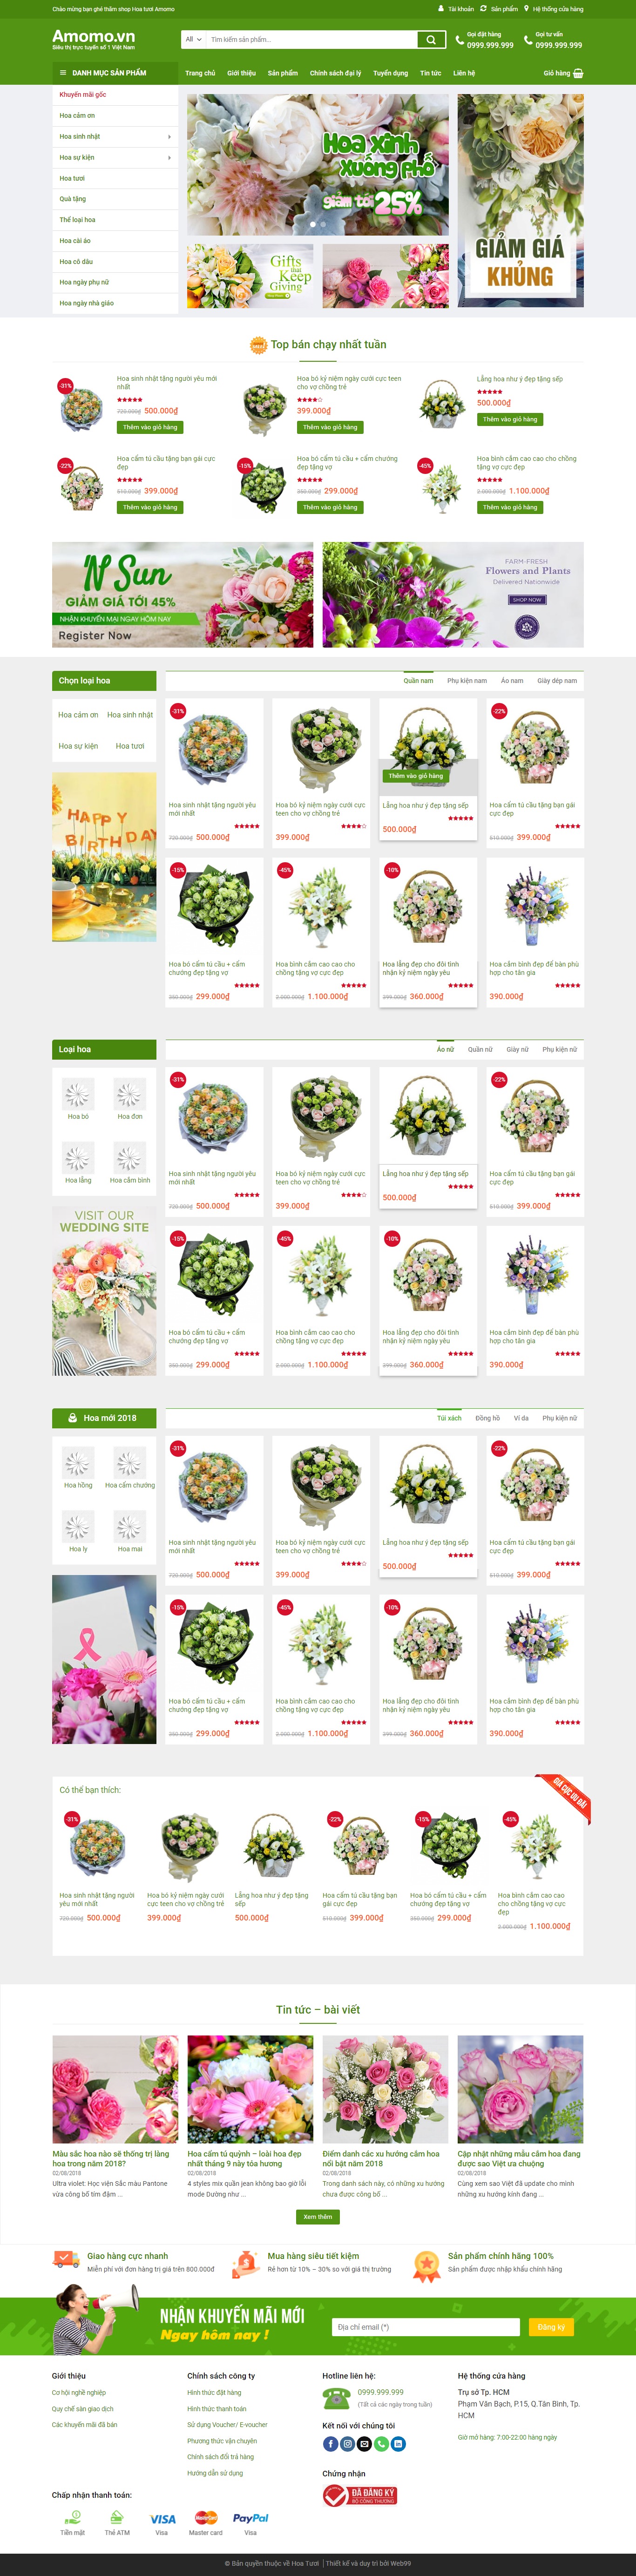 Chào mừng bạn ghé thăm shop Hoa tươi Amomo
Tài khoản
Sản phẩm
Hệ thống cửa hàng
Amomo.vn
Siêu thị trực tuyến số 1 Việt Nam
All
Tìm kiếm sản phẩm...
Gọi đặt hàng
0999.999.999
Gọi tư vấn
0999.999.999
DANH MỤC SẢN PHẨM
Trang chủ
Giới thiệu
Sản phẩm
Chính sách đại lý
Tuyển dụng
Tin tức
Liên hệ
Giỏ hàng
Khuyến mãi gốc
Hoa cảm ơn
Hoa sinh nhật
Hoa sự kiện
Hoa tươi
Quà tặng
Thể loại hoa
Hoa cài áo
Hoa cô dâu
Hoa ngày phụ nữ
Hoa ngày nhà giáo
Hoa xinh
Xuống phố
giảm tới 25%
Gifts
that
Keep
Giving
GIẢM GIÁ
KHỦNG
Top bán chạy nhất tuần
-31%
Hoa sinh nhật tặng người yêu mới
nhất
720.000₫ 500.000₫
Thêm vào giỏ hàng
Hoa bó kỷ niệm ngày cưới cực teen
cho vợ chồng trẻ
399.000₫
Thêm vào giỏ hàng
Lẵng hoa như ý đẹp tặng sếp
500.000₫
Thêm vào giỏ hàng
-22%
Hoa cẩm tú cầu tặng bạn gái cực
đẹp
510.000₫ 399.000₫
Thêm vào giỏ hàng
-15%
Hoa bó cẩm tú cầu + cẩm chướng
đẹp tặng vợ
350.000₫ 299.000₫
Thêm vào giỏ hàng
-45%
Hoa bình cắm cao cao cho chồng
tặng vợ cực đẹp
2.000.000₫ 1.100.000₫
Thêm vào giỏ hàng
N' Sun
GIẢM GIÁ TỚI 45%
NHẬN KHUYẾN MẠI NGAY HÔM NAY
Register Now
FARM-FRESH
Flowers and Plants
Delivered Nationwide
SHOP NOW
Chọn loại hoa
Quần nam
Phụ kiện nam
Áo nam
Giày dép nam
Hoa cảm ơn
Hoa sinh nhật
Hoa sự kiện
Hoa tươi
HAPPY
BIRTHDAY
-31%
Hoa sinh nhật tặng người yêu
mới nhất
720.000₫ 500.000₫
Hoa bó kỷ niệm ngày cưới cực
teen cho vợ chồng trẻ
399.000₫
Thêm vào giỏ hàng
Lẵng hoa như ý đẹp tặng sếp
500.000₫
-22%
Hoa cẩm tú cầu tặng bạn gái
cực đẹp
510.000₫ 399.000₫
-15%
Hoa bó cẩm tú cầu + cẩm
chướng đẹp tặng vợ
350.000₫ 299.000₫
-45%
Hoa bình cắm cao cao cho
chồng tặng vợ cực đẹp
2.000.000₫ 1.100.000₫
-10%
Hoa lẵng đẹp cho đôi tình
nhận kỷ niệm ngày yêu
399.000₫ 360.000₫
Hoa cắm bình đẹp để bàn phù
hợp cho tân gia
390.000₫
Loại hoa
Áo nữ
Quần nữ
Giày nữ
Phụ kiện nữ
Hoa bó
Hoa đơn
Hoa lẵng
Hoa cắm bình
VISIT OUR
WEDDING SITE
-31%
Hoa sinh nhật tặng người yêu
mới nhất
720.000₫ 500.000₫
Hoa bó kỷ niệm ngày cưới cực
teen cho vợ chồng trẻ
399.000₫
Lẵng hoa như ý đẹp tặng sếp
500.000₫
-22%
Hoa cẩm tú cầu tặng bạn gái
cực đẹp
510.000₫ 399.000₫
-15%
Hoa bó cẩm tú cầu + cẩm
chướng đẹp tặng vợ
350.000₫ 299.000₫
-45%
Hoa bình cắm cao cao cho
chồng tặng vợ cực đẹp
2.000.000₫ 1.100.000₫
-10%
Hoa lẵng đẹp cho đôi tình
nhận kỷ niệm ngày yêu
399.000₫ 360.000₫
Hoa cắm bình đẹp để bàn phù
hợp cho tân gia
390.000₫
Hoa mới 2018
Túi xách
Đồng hồ
Ví da
Phụ kiện nữ
Hoa hồng
Hoa cẩm chướng
Hoa ly
Hoa mai
-31%
Hoa sinh nhật tặng người yêu
mới nhất
720.000₫ 500.000₫
Hoa bó kỷ niệm ngày cưới cực
teen cho vợ chồng trẻ
399.000₫
Lẵng hoa như ý đẹp tặng sếp
500.000₫
-22%
Hoa cẩm tú cầu tặng bạn gái
cực đẹp
510.000₫ 399.000₫
-15%
Hoa bó cẩm tú cầu + cẩm
chướng đẹp tặng vợ
350.000₫ 299.000₫
-45%
Hoa bình cắm cao cao cho
chồng tặng vợ cực đẹp
2.000.000₫ 1.100.000₫
-10%
Hoa lẵng đẹp cho đôi tình
nhận kỷ niệm ngày yêu
399.000₫ 360.000₫
Hoa cắm bình đẹp để bàn phù
hợp cho tân gia
390.000₫
Có thể bạn thích:
GIÁ CỰC ƯU ĐÃI
-31%
Hoa sinh nhật tặng người
yêu mới nhất
720.000₫ 500.000₫
Hoa bó kỷ niệm ngày cưới
cực teen cho vợ chồng trẻ
399.000₫
Lẵng hoa như ý đẹp tặng
sếp
500.000₫
-22%
Hoa cẩm tú cầu tặng bạn
gái cực đẹp
510.000₫ 399.000₫
-15%
Hoa bó cẩm tú cầu + cẩm
chướng đẹp tặng vợ
350.000₫ 299.000₫
-45%
Hoa bình cắm cao cao
cho chồng tặng vợ cực
đẹp
2.000.000₫ 1.100.000₫
Tin tức – bài viết
Màu sắc hoa nào sẽ thống trị làng
hoa trong năm 2018?
02/08/2018
Ultra violet: Học viện Sắc màu Pantone
vừa công bố tím đậm ...
Hoa cẩm tú quỳnh – loài hoa đẹp
nhất tháng 9 này tỏa hương
02/08/2018
4 styles mix quần jean không bao giờ lỗi
mode Dường như ...
Điểm danh các xu hướng cắm hoa
nổi bật năm 2018
02/08/2018
Trong danh sách này, có những xu hướng
chưa được công bố ...
Cập nhật những mẫu cắm hoa đang
được sao Việt ưa chuộng
02/08/2018
Cùng xem sao Việt đã update cho mình
những xu hướng kính đang ...
Xem thêm
Giao hàng cực nhanh
Miễn phí với đơn hàng trị giá trên 800.000đ
Mua hàng siêu tiết kiệm
Rẻ hơn từ 10% – 30% so với giá thị trường
Sản phẩm chính hãng 100%
Sản phẩm được nhập khẩu chính hãng
NHẬN KHUYẾN MÃI MỚI
Ngay hôm nay !
Địa chỉ email (*)
Đăng ký
Giới thiệu
Cơ hội nghề nghiệp
Quy chế sàn giao dịch
Các khuyến mãi đã bán
Chính sách công ty
Hình thức đặt hàng
Hình thức thanh toán
Sử dụng Voucher/ E-voucher
Phương thức vận chuyển
Chính sách đổi trả hàng
Hướng dẫn sử dụng
Hotline liên hệ:
0999.999.999
(Tất cả các ngày trong tuần)
Kết nối với chúng tôi
Chứng nhận
ĐÃ ĐĂNG KÝ
BỘ CÔNG THƯƠNG
Hệ thống cửa hàng
Trụ sở Tp. HCM
Phạm Văn Bạch, P.15, Q.Tân Bình, Tp.
HCM
Giờ mở hàng: 7:00-22:00 hàng ngày
Chấp nhận thanh toán:
Tiền mặt
Thẻ ATM
VISA
Visa
MasterCard
Master card
PayPal
Visa
© Bản quyền thuộc về Hoa Tươi | Thiết kế và duy trì bởi Web99